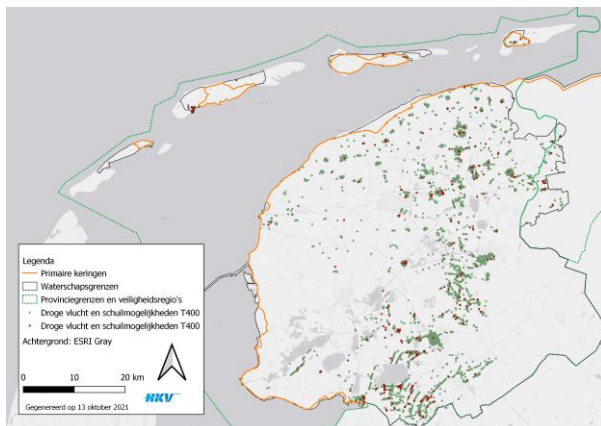 Legenda
Primaire keringen
Waterschapsgrenzen
Provinciegrenzen en veiligheidsregio's
Droge vlucht en schuilmogelijkheden T400
Droge vlucht en schuilmogelijkheden T400
Achtergrond: ESRI Gray
0 10 20 km
HKV
Gegenereerd op 13 oktober 2021